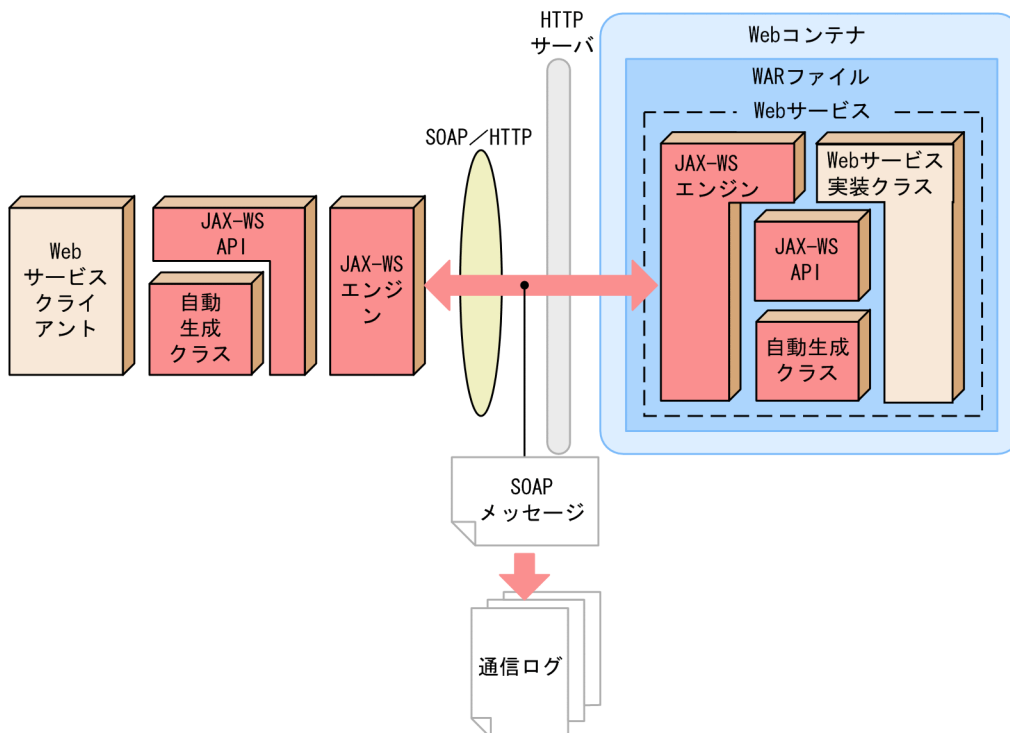 HTTP
サーバ
Webコンテナ
WARファイル
Webサービス
SOAP／HTTP
JAX-WS
エンジン
Webサービス
実装クラス
JAX-WS
API
自動生成
クラス
Web
サービス
クライ
アント
JAX-WS
API
自動
生成
クラス
JAX-WS
エンジ
ン
SOAP
メッセージ
通信ログ